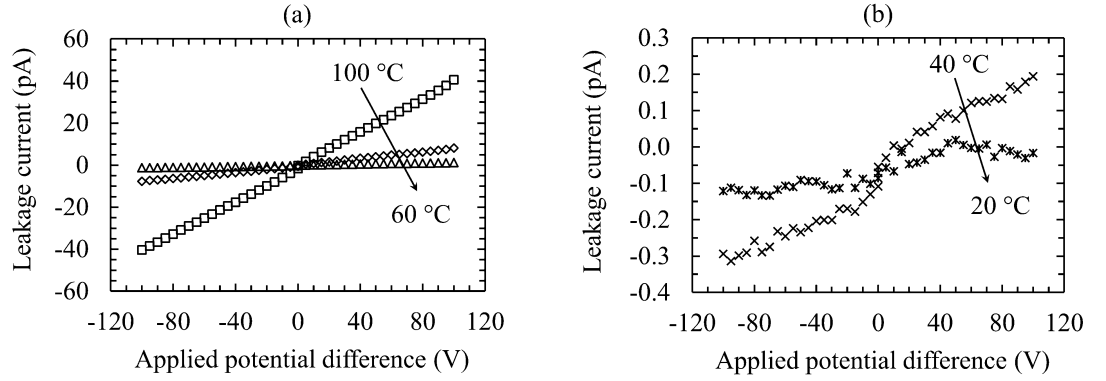 (a)
60
40
20
0
-20
-40
-60
Leakage current (pA)
100 °C
60 °C
-120 -80 -40 0 40 80 120
Applied potential difference (V)
(b)
0.3
0.2
0.1
0.0
-0.1
-0.2
-0.3
-0.4
Leakage current (pA)
40 °C
20 °C
-120 -80 -40 0 40 80 120
Applied potential difference (V)